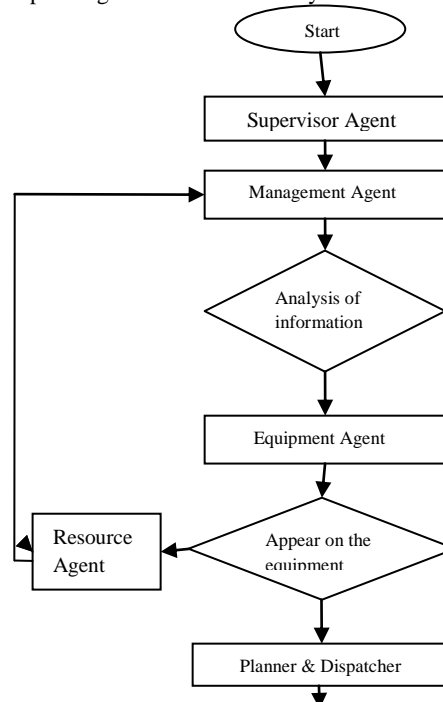 Start
Supervisor Agent
Management Agent
Analysis of
information
Equipment Agent
Resource
Agent
Appear on the
equipment
Planner & Dispatcher